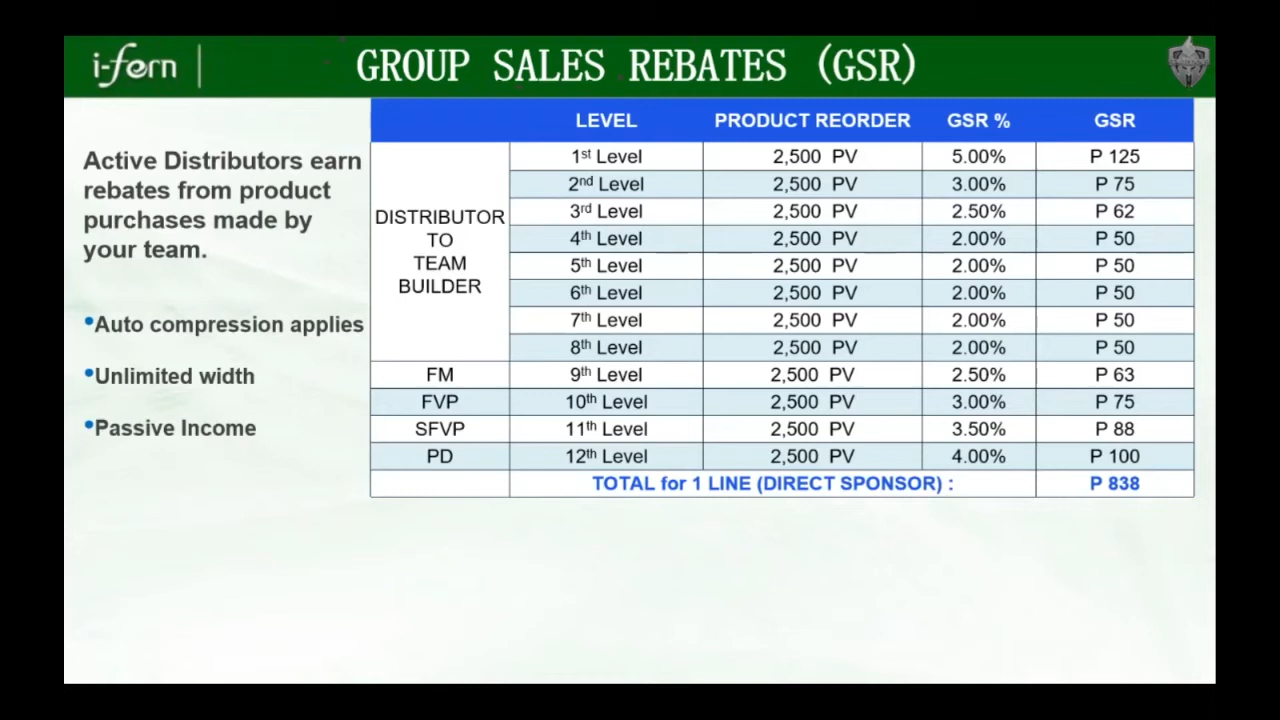 i-fern
GROUP SALES REBATES (GSR)
Active Distributors earn
rebates from product
purchases made by
your team.
•Auto compression applies
•Unlimited width
•Passive Income
LEVEL PRODUCT REORDER GSR % GSR
DISTRIBUTOR
TO
TEAM
BUILDER
1st Level 2,500 PV 5.00% P 125
2nd Level 2,500 PV 3.00% P 75
3rd Level 2,500 PV 2.50% P 62
4th Level 2,500 PV 2.00% P 50
5th Level 2,500 PV 2.00% P 50
6th Level 2,500 PV 2.00% P 50
7th Level 2,500 PV 2.00% P 50
8th Level 2,500 PV 2.00% P 50
FM 9th Level 2,500 PV 2.50% P 63
FVP 10th Level 2,500 PV 3.00% P 75
SFVP 11th Level 2,500 PV 3.50% P 88
PD 12th Level 2,500 PV 4.00% P 100
TOTAL for 1 LINE (DIRECT SPONSOR) : P 838